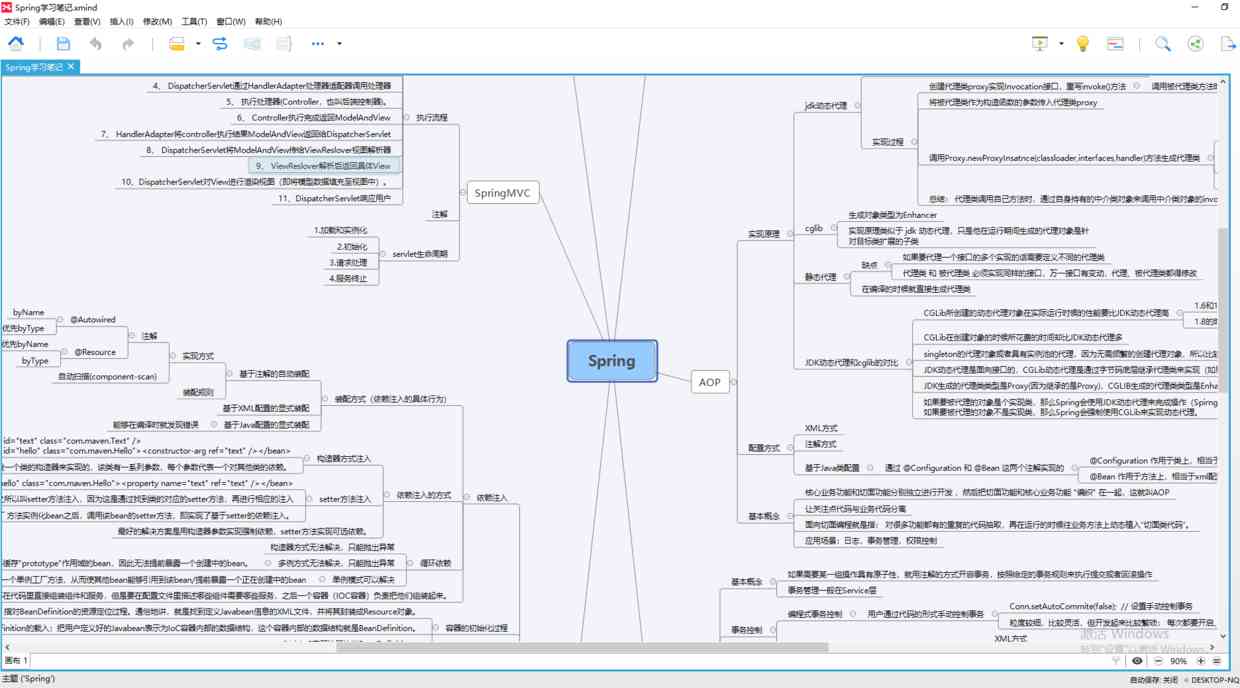 Spring学习笔记.xmind
文件(F) 编辑(E) 查看(V) 插入(I) 修改(M) 工具(T) 窗口(W) 帮助(H)
Spring学习笔记
4、 DispatcherServlet通过HandlerAdapter处理器适配器调用处理器
5、 执行处理器(Controller，也叫后端控制器)。
6、 Controller执行完成返回ModelAndView
7、 HandlerAdapter将controller执行结果ModelAndView返回给DispatcherServlet
8、 DispatcherServlet将ModelAndView传给ViewReslover视图解析器
9、 ViewReslover解析后返回具体View
10、DispatcherServlet对View进行渲染视图（即将模型数据填充至视图中）。
11、DispatcherServlet响应用户
执行流程
SpringMVC
注解
1.加载和实例化
2.初始化
3.请求处理
4.服务终止
servlet生命周期
byName
优先byType
@Autowired
优先byName
byType
@Resource
注解
自动扫描(component-scan)
实现方式
装配规则
基于注解的自动装配
基于XML配置的显式装配
能够在编译时就发现错误
基于Java配置的显式装配
装配方式（依赖注入的具体行为）
id="text" class="com.maven.Text" />
id="hello" class="com.maven.Hello"><constructor-arg ref="text" /></bean>
一个类的构造器来实现的，该类有一系列参数，每个参数代表一个对其他类的依赖。
构造器方式注入
hello" class="com.maven.Hello"><property name="text" ref="text" /></bean>
之所以叫setter方法注入，因为这是通过找到类的对应的setter方法，再进行相应的注入
方法实例化bean之后，调用该bean的setter方法，即实现了基于setter的依赖注入。
setter方法注入
最好的解决方案是用构造器参数实现强制依赖，setter方法实现可选依赖。
依赖注入的方式
依赖注入
构造器方式无法解决，只能抛出异常
缓存"prototype"作用域的bean，因此无法提前暴露一个创建中的bean。
多例方式无法解决，只能抛出异常
一个单例工厂方法，从而使其他bean能够引用到该bean/提前暴露一个正在创建中的bean
单例模式可以解决
循环依赖
在代码里直接组装组件和服务，但是要在配置文件里描述哪些组件需要哪些服务，之后一个容器（IOC容器）负责把他们组装起来。
指对BeanDefinition的资源定位过程。通俗地讲，就是找到定义Javabean信息的XML文件，并将其封装成Resource对象。
finition的载入：把用户定义好的Javabean表示为IoC容器内部的数据结构，这个容器内部的数据结构就是BeanDefinition。
容器的初始化过程
Spring
AOP
创建代理类proxy实现Invocation接口，重写invoke()方法
调用被代理类方法时
jdk动态代理
将被代理类作为构造函数的参数传入代理类proxy
实现过程
调用Proxy.newProxyInsatnce(classloader,interfaces,handler)方法生成代理类
总结： 代理类调用自己方法时，通过自身持有的中介类对象来调用中介类对象的invo
实现原理
cglib
生成对象类型为Enhancer
实现原理类似于 jdk 动态代理，只是他在运行期间生成的代理对象是针
对目标类扩展的子类
静态代理
缺点
如果要代理一个接口的多个实现的话需要定义不同的代理类
代理类 和 被代理类 必须实现同样的接口，万一接口有变动，代理、被代理类都得修改
在编译的时候就直接生成代理类
CGLib所创建的动态代理对象在实际运行时候的性能要比JDK动态代理高
CGLib在创建对象的时候所花费的时间却比JDK动态代理多
singleton的代理对象或者具有实例池的代理，因为无需频繁的创建代理对象，所以比较
JDK动态代理和cglib的对比
JDK动态代理是面向接口的，CGLib动态代理是通过字节码底层继承代理类来实现
JDK生成的代理类类型是Proxy(因为继承的是Proxy)，CGLIB生成的代理类类型是Enha
如果要被代理的对象是个实现类，那么Spring会使用JDK动态代理来完成操作
如果要被代理的对象不是实现类，那么Spring会强制使用CGLib来实现动态代理。
配置方式
XML方式
注解方式
基于Java类配置
通过 @Configuration 和 @Bean 这两个注解实现的
@Configuration 作用于类上，相当于
@Bean 作用于方法上，相当于xml配
基本概念
核心业务功能和切面功能分别独立进行开发 ，然后把切面功能和核心业务功能 "编织" 在一起，这就叫AOP
让关注点代码与业务代码分离
面向切面编程就是指： 对很多功能都有的重复的代码抽取，再在运行的时候往业务方法上动态植入"切面类代码"。
应用场景：日志，事务管理，权限控制
基本概念
如果需要某一组操作具有原子性，就用注解的方式开启事务，按照给定的事务规则来执行提交或者回滚操作
事务管理一般在Service层
事务控制
编程式事务控制
用户通过代码的形式手动控制事务
Conn.setAutoCommite(false); // 设置手动控制事务
粒度较细，比较灵活，但开发起来比较繁琐： 每次都要开启、
XML方式
激活 Windows
画布 1
90%
主题 ('Spring')
自动保存: 关闭
DESKTOP-NQ